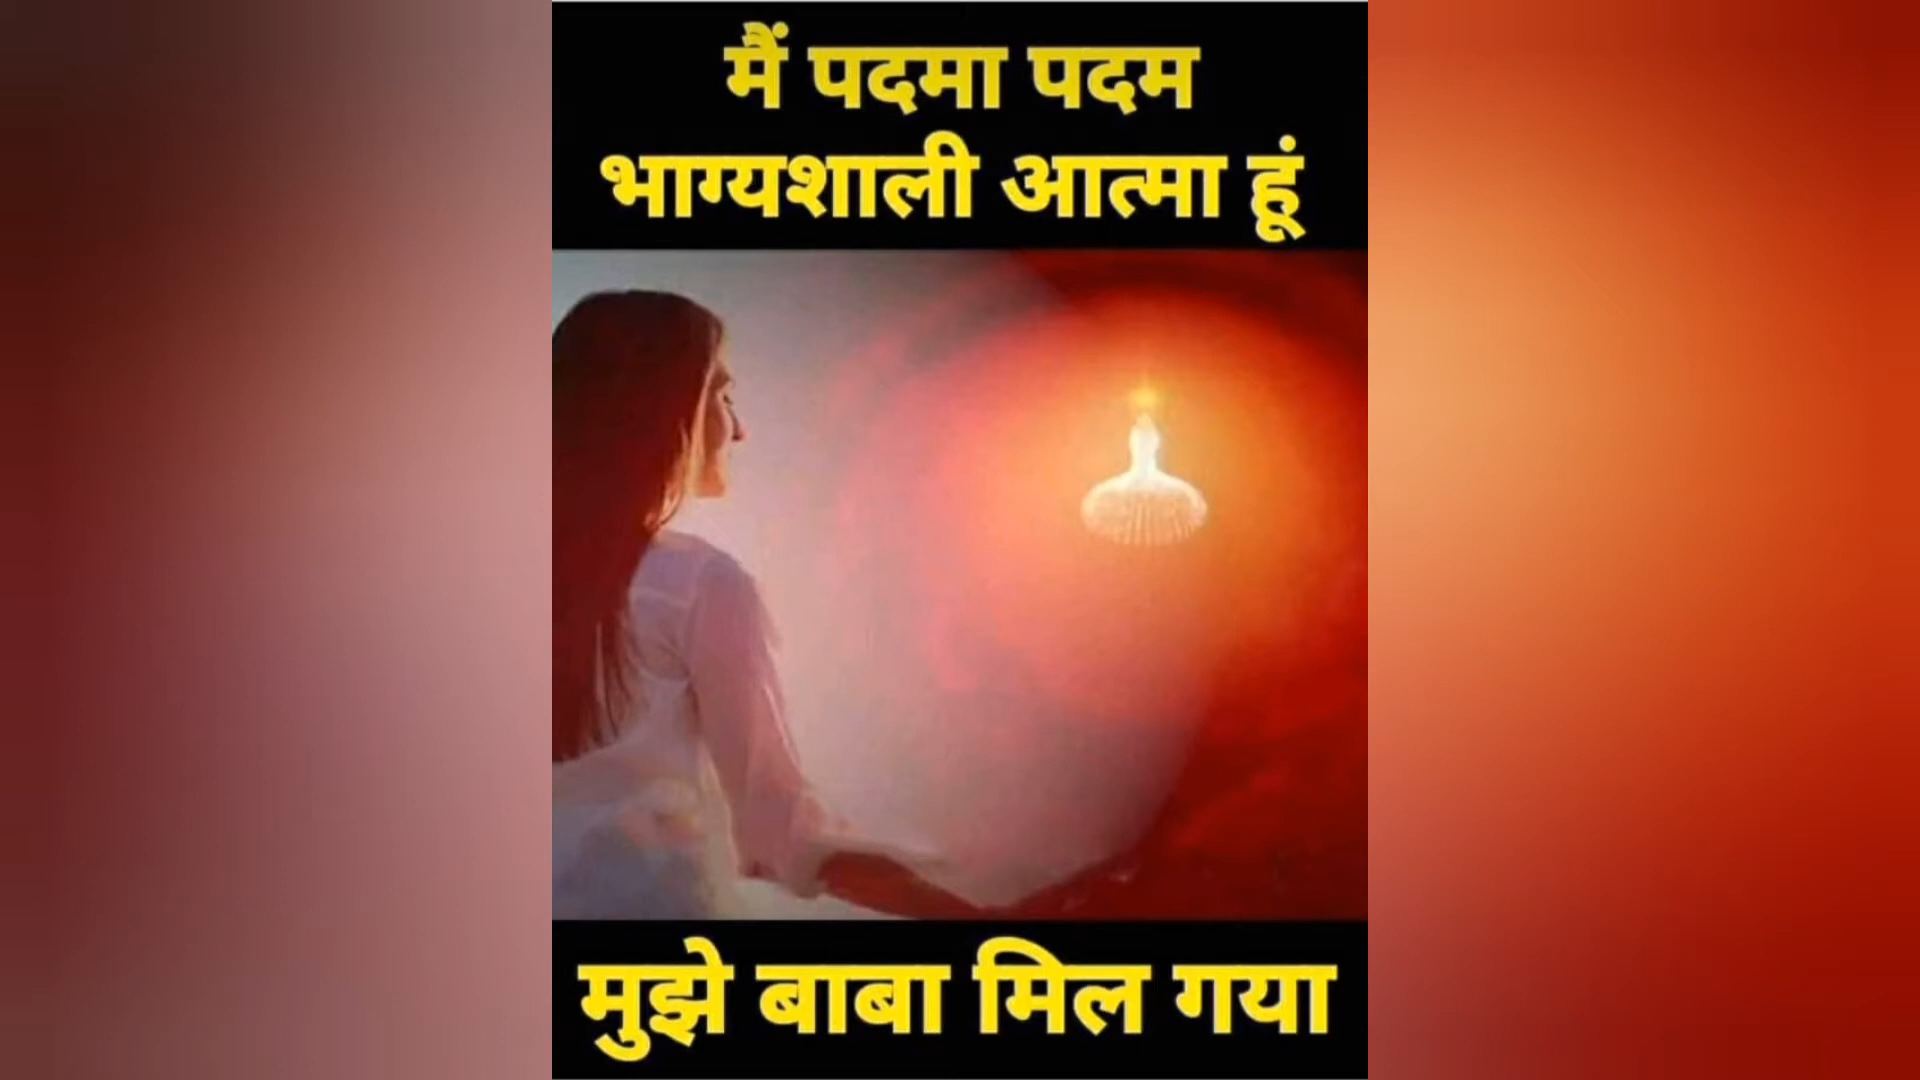 मैं पदमा पदम
भाग्यशाली आत्मा हूं
मुझे बाबा मिल गया